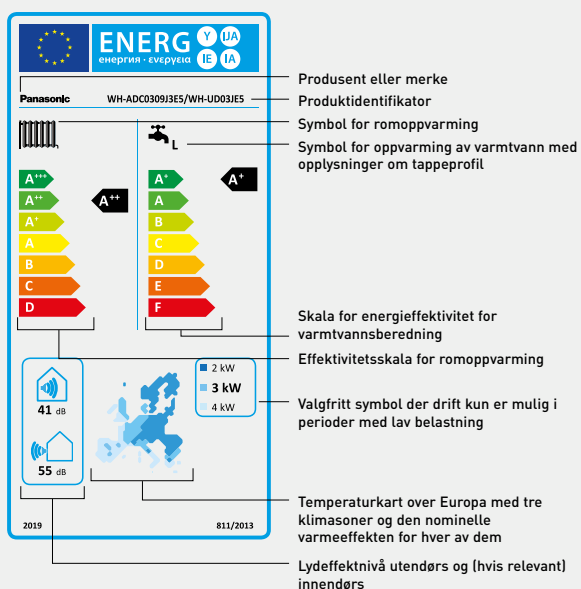 ENERG
енергия · ενεργεια
Y
IJA
IE
IA
Panasonic
WH-ADC0309J3E5/WH-UD03JE5
L
A+++
A++
A+
A
B
C
D
A++
A+
A
B
C
D
E
F
A+
41 dB
55 dB
2 kW
3 kW
4 kW
2019
811/2013
Produsent eller merke
Produktidentifikator
Symbol for romoppvarming
Symbol for oppvarming av varmtvann med
opplysninger om tappeprofil
Skala for energieffektivitet for
varmtvannsberedning
Effektivitetsskala for romoppvarming
Valgfritt symbol der drift kun er mulig i
perioder med lav belastning
Temperaturkart over Europa med tre
klimasoner og den nominelle
varmeeffekten for hver av dem
Lydeffektnivå utendørs og (hvis relevant)
innendørs